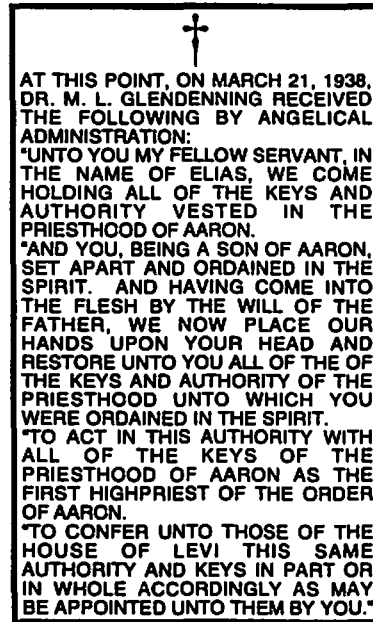 AT THIS POINT, ON MARCH 21, 1938,
DR. M. L. GLENDENNING RECEIVED
THE FOLLOWING BY ANGELICAL
ADMINISTRATION:
"UNTO YOU MY FELLOW SERVANT, IN
THE NAME OF ELIAS, WE COME
HOLDING ALL OF THE KEYS AND
AUTHORITY VESTED IN THE
PRIESTHOOD OF AARON.
"AND YOU, BEING A SON OF AARON,
SET APART AND ORDAINED IN THE
SPIRIT. AND HAVING COME INTO
THE FLESH BY THE WILL OF THE
FATHER, WE NOW PLACE OUR
HANDS UPON YOUR HEAD AND
RESTORE UNTO YOU ALL OF THE OF
THE KEYS AND AUTHORITY OF THE
PRIESTHOOD UNTO WHICH YOU
WERE ORDAINED IN THE SPIRIT.
"TO ACT IN THIS AUTHORITY WITH
ALL OF THE KEYS OF THE
PRIESTHOOD OF AARON AS THE
FIRST HIGHPRIEST OF THE ORDER
OF AARON.
"TO CONFER UNTO THOSE OF THE
HOUSE OF LEVI THIS SAME
AUTHORITY AND KEYS IN PART OR
IN WHOLE ACCORDINGLY AS MAY
BE APPOINTED UNTO THEM BY YOU."